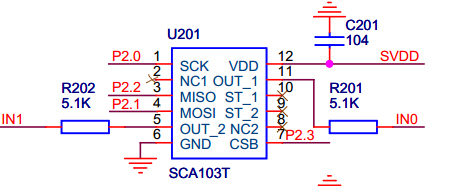 U201
C201
104
P2.0 1 SCK VDD 12 SVDD
2 NC1 OUT_1 11
R202 P2.2 3 MISO ST_1 10 R201
5.1K P2.1 4 MOSI ST_2 9 5.1K
IN1 5 OUT_2 NC2 8 IN0
6 GND CSB 7 P2.3
SCA103T